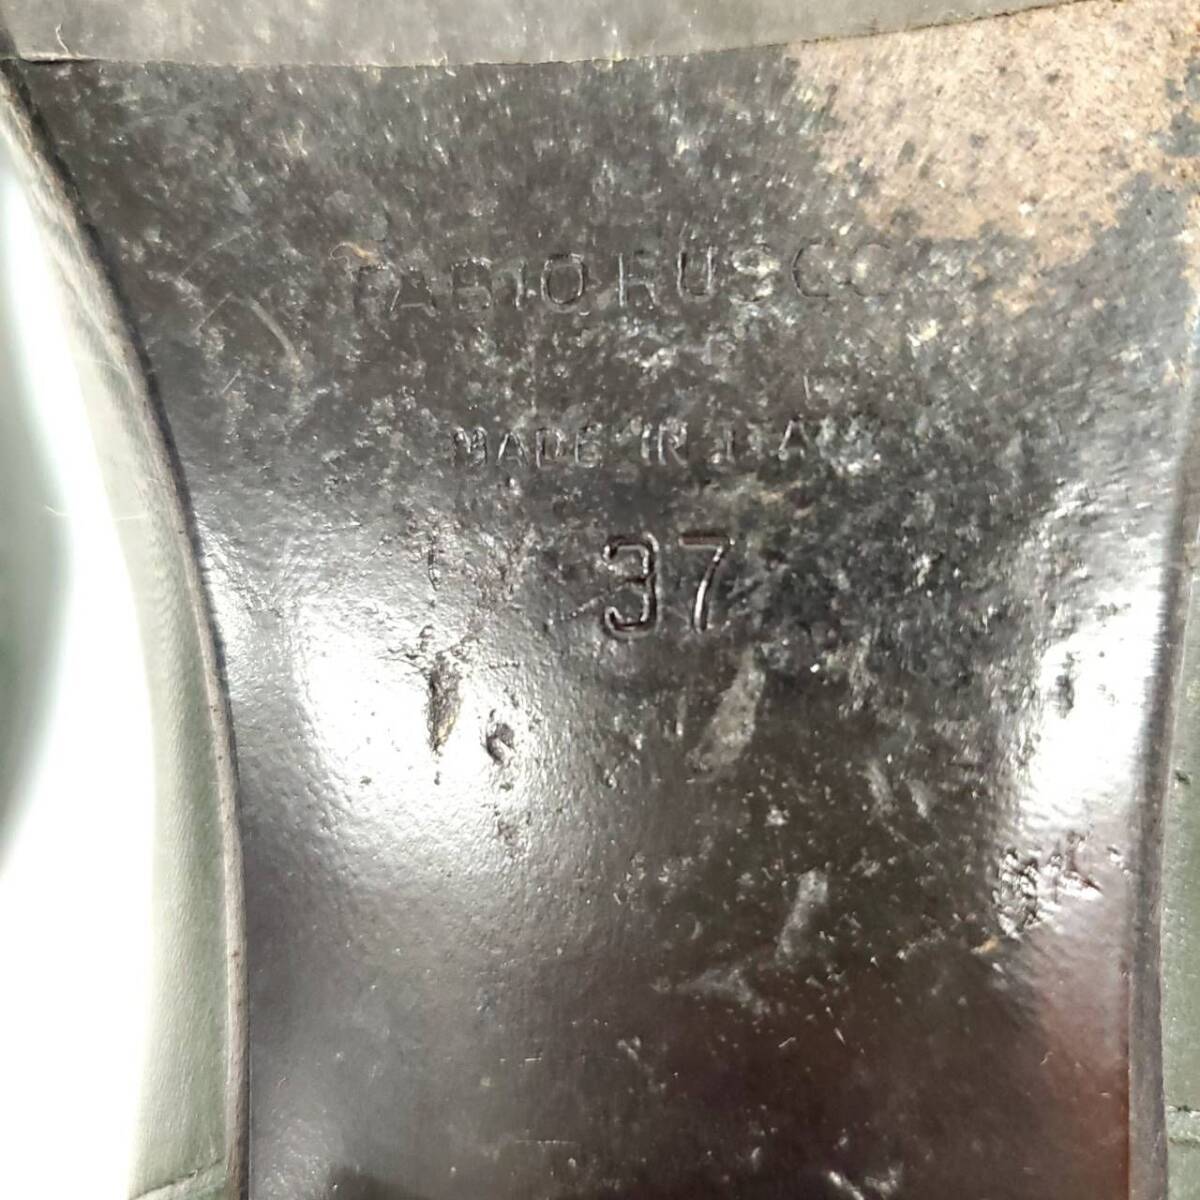 FABIO RUSCO
MADE IN ITALY
37